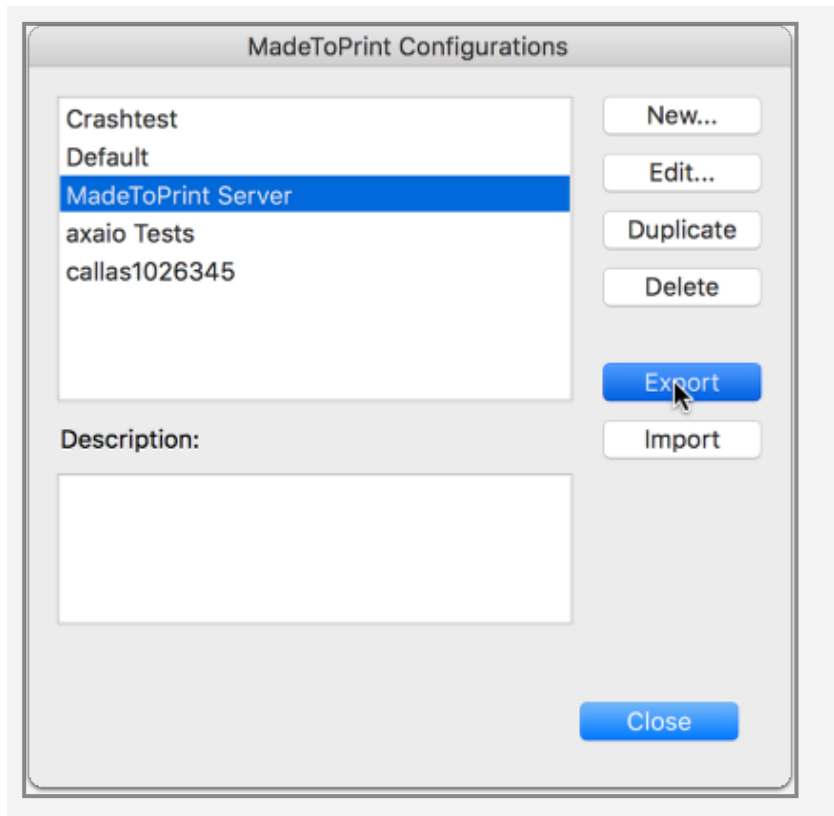 MadeToPrint Configurations
Crashtest
Default
MadeToPrint Server
axaio Tests
callas1026345
New...
Edit...
Duplicate
Delete
Export
Import
Description:
Close